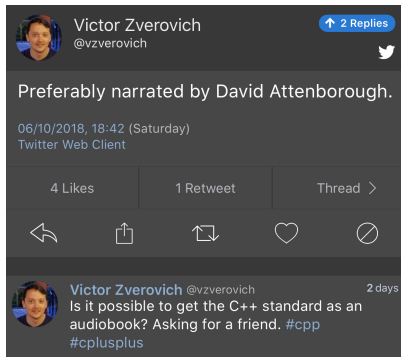 Victor Zverovich
@vzverovich
2 Replies
Preferably narrated by David Attenborough.
06/10/2018, 18:42 (Saturday)
Twitter Web Client
4 Likes
1 Retweet
Thread
Victor Zverovich @vzverovich 2 days
Is it possible to get the C++ standard as an
audiobook? Asking for a friend. #cpp
#cplusplus